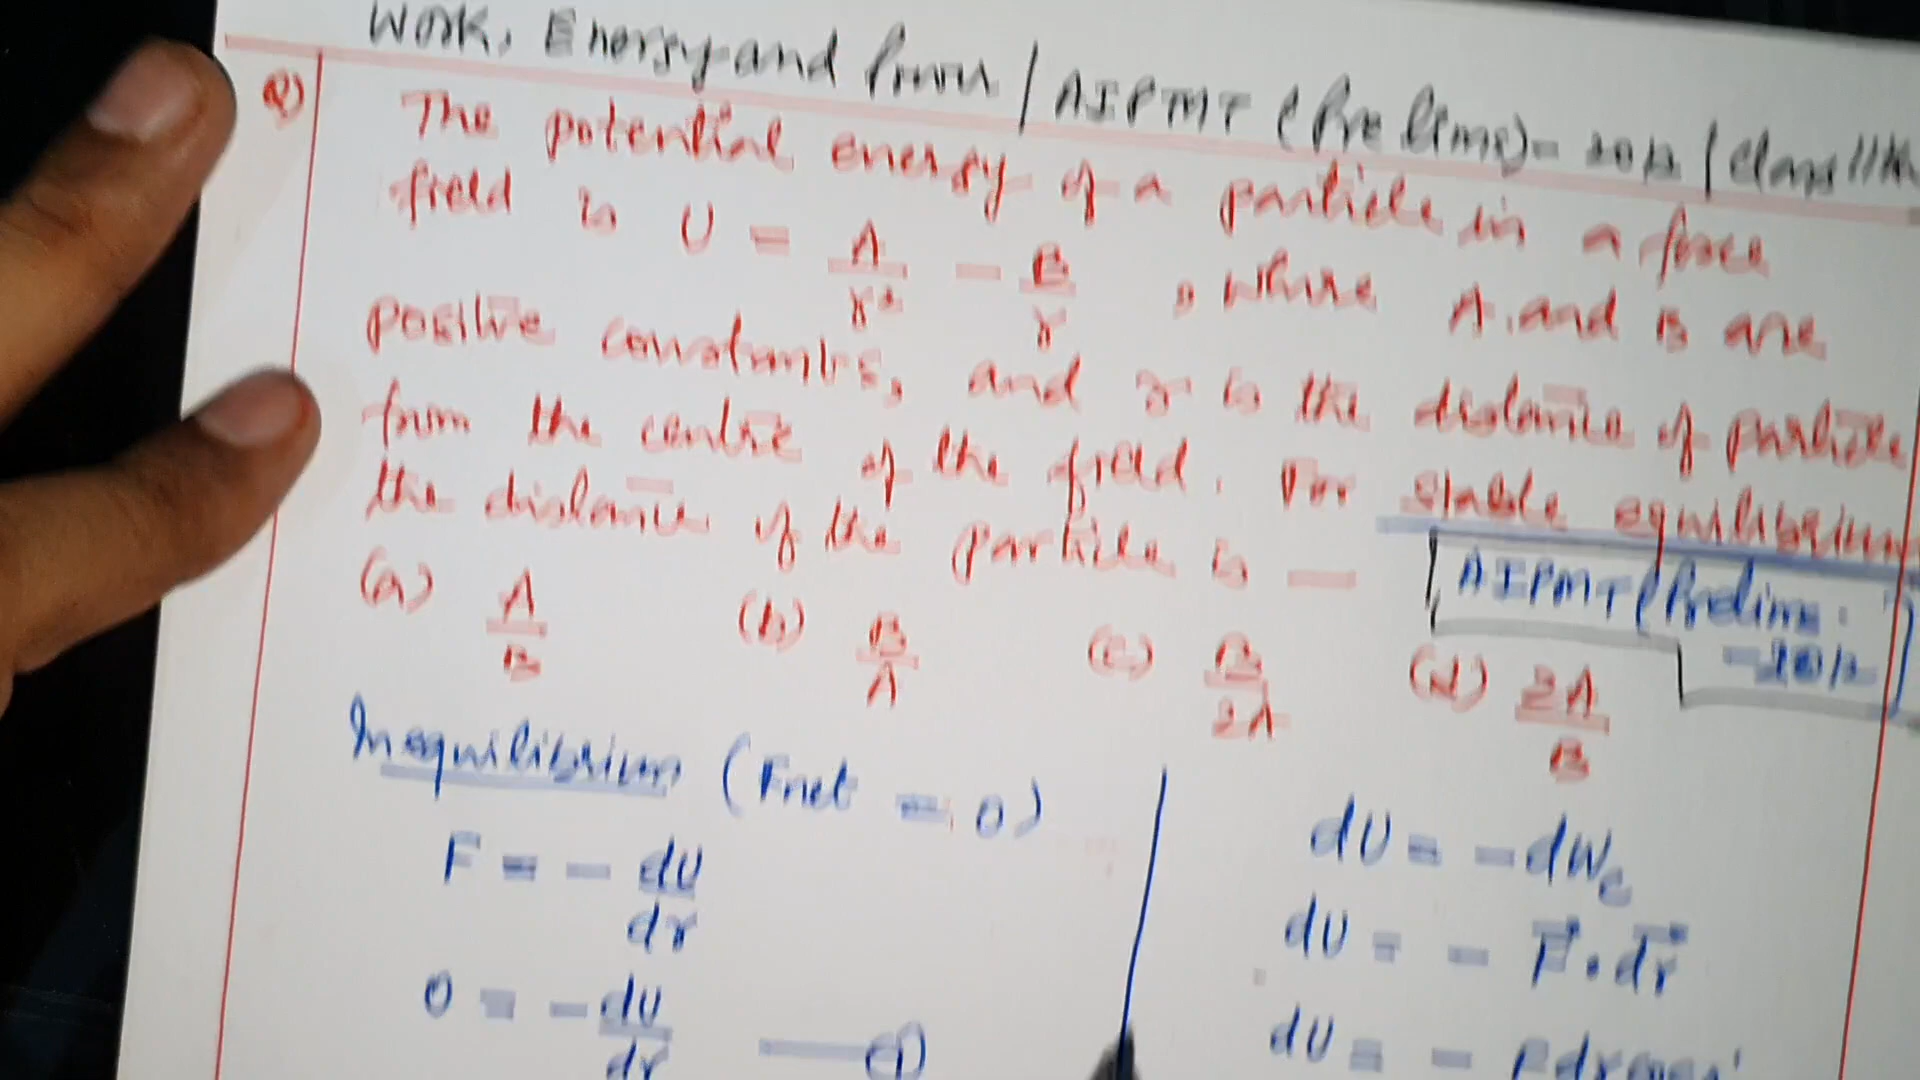 Work, Energy and Power / AIPMT (Prelims) - 2012 / Class 11th
Q) The potential energy of a particle in a force
field is U = A/r² - B/r, where A and B are
positive constants, and r is the distance of particle
from the centre of the field. For stable equilibrium
the distance of the particle is —
AIPMT (Prelims -2012)
(a) A/B (b) B/A (c) B/2A (d) 2A/B
In equilibrium (Fnet = 0)
F = - dU/dr
0 = - dU/dr — (1)
dU = - dWc
dU = - F⃗ . dr⃗
dU = -